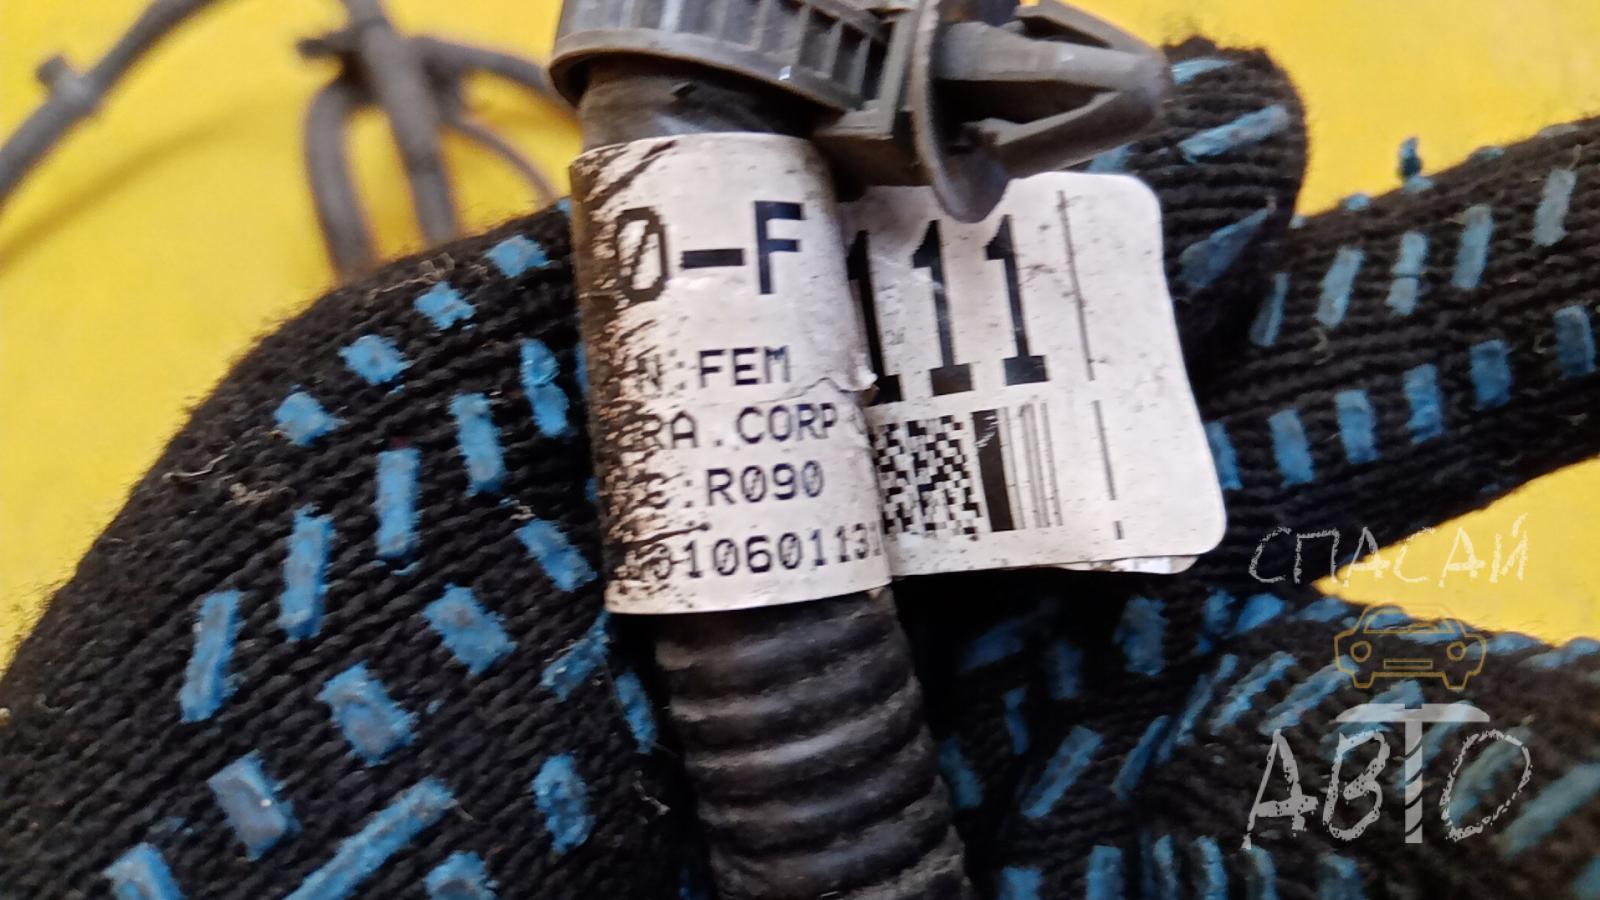 0-F
111
N:FEM
RA.CORP
S:R090
010601131
СПАСАЙ
АВТО